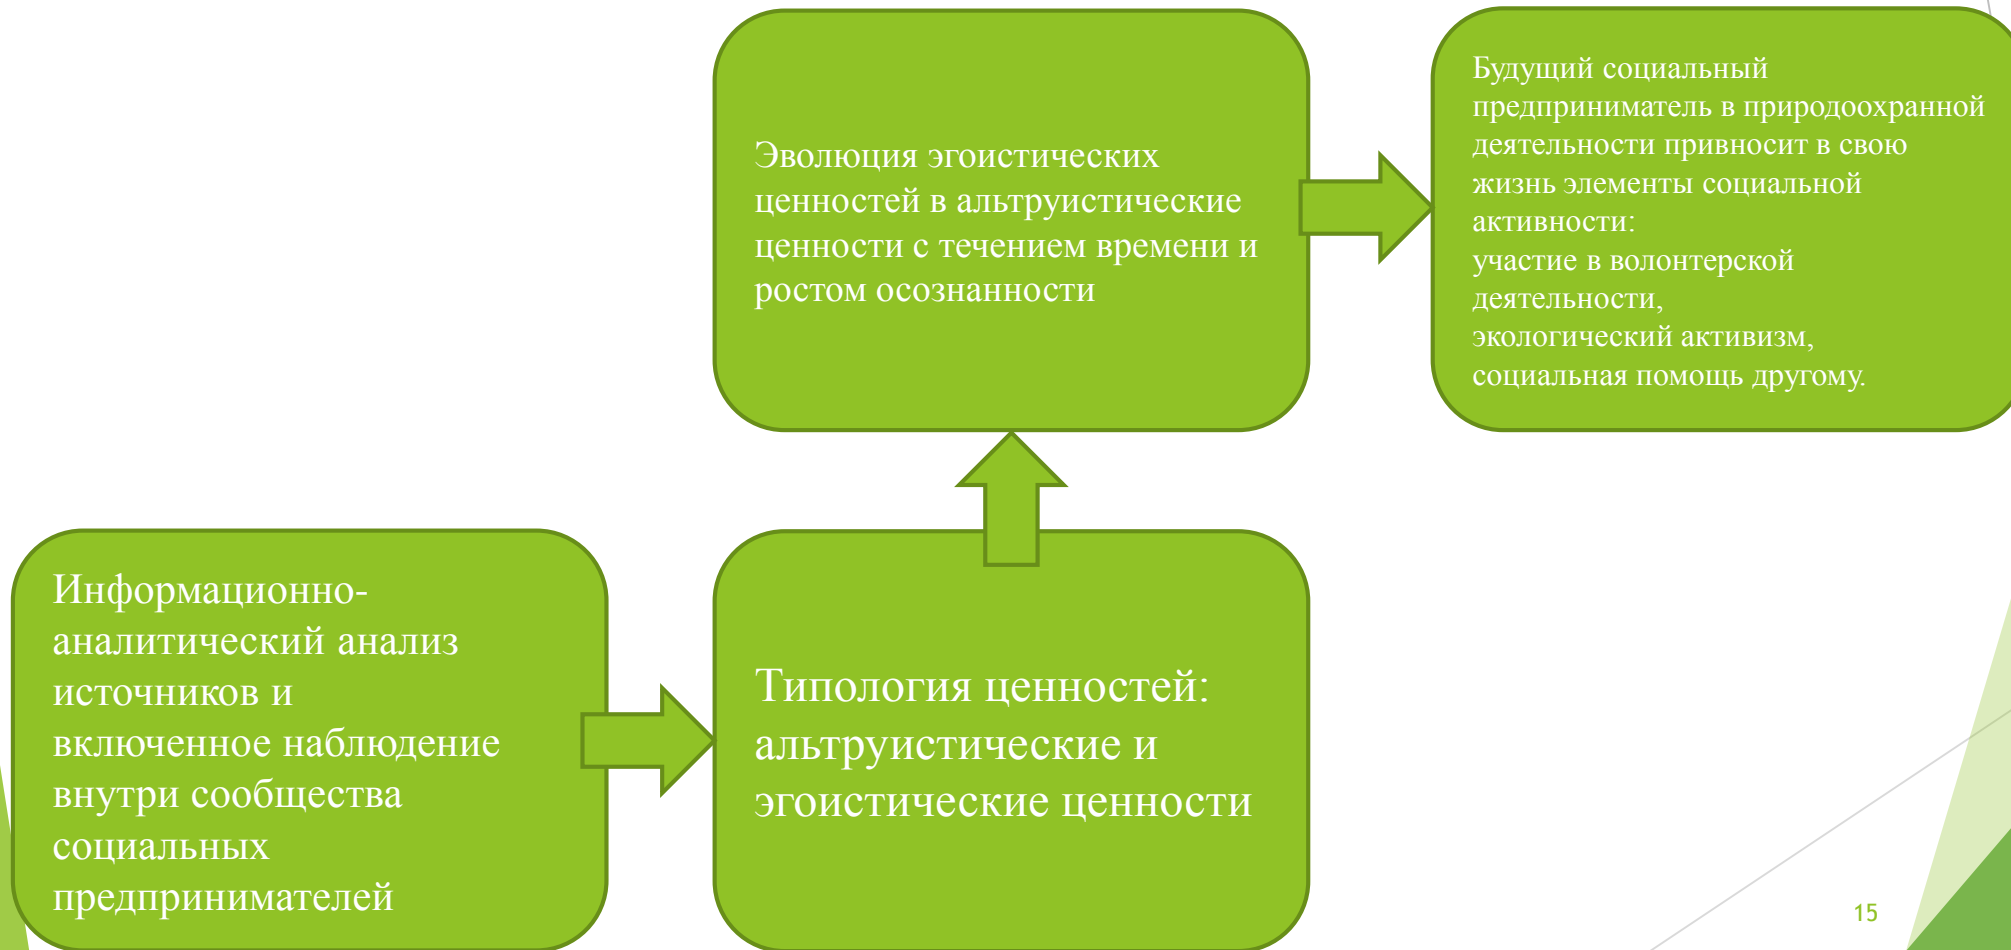 Информационно-
аналитический анализ
источников и
включенное наблюдение
внутри сообщества
социальных
предпринимателей
Типология ценностей:
альтруистические и
эгоистические ценности
Эволюция эгоистических
ценностей в альтруистические
ценности с течением времени и
ростом осознанности
Будущий социальный
предприниматель в природоохранной
деятельности привносит в свою
жизнь элементы социальной
активности:
участие в волонтерской
деятельности,
экологический активизм,
социальная помощь другому.
15